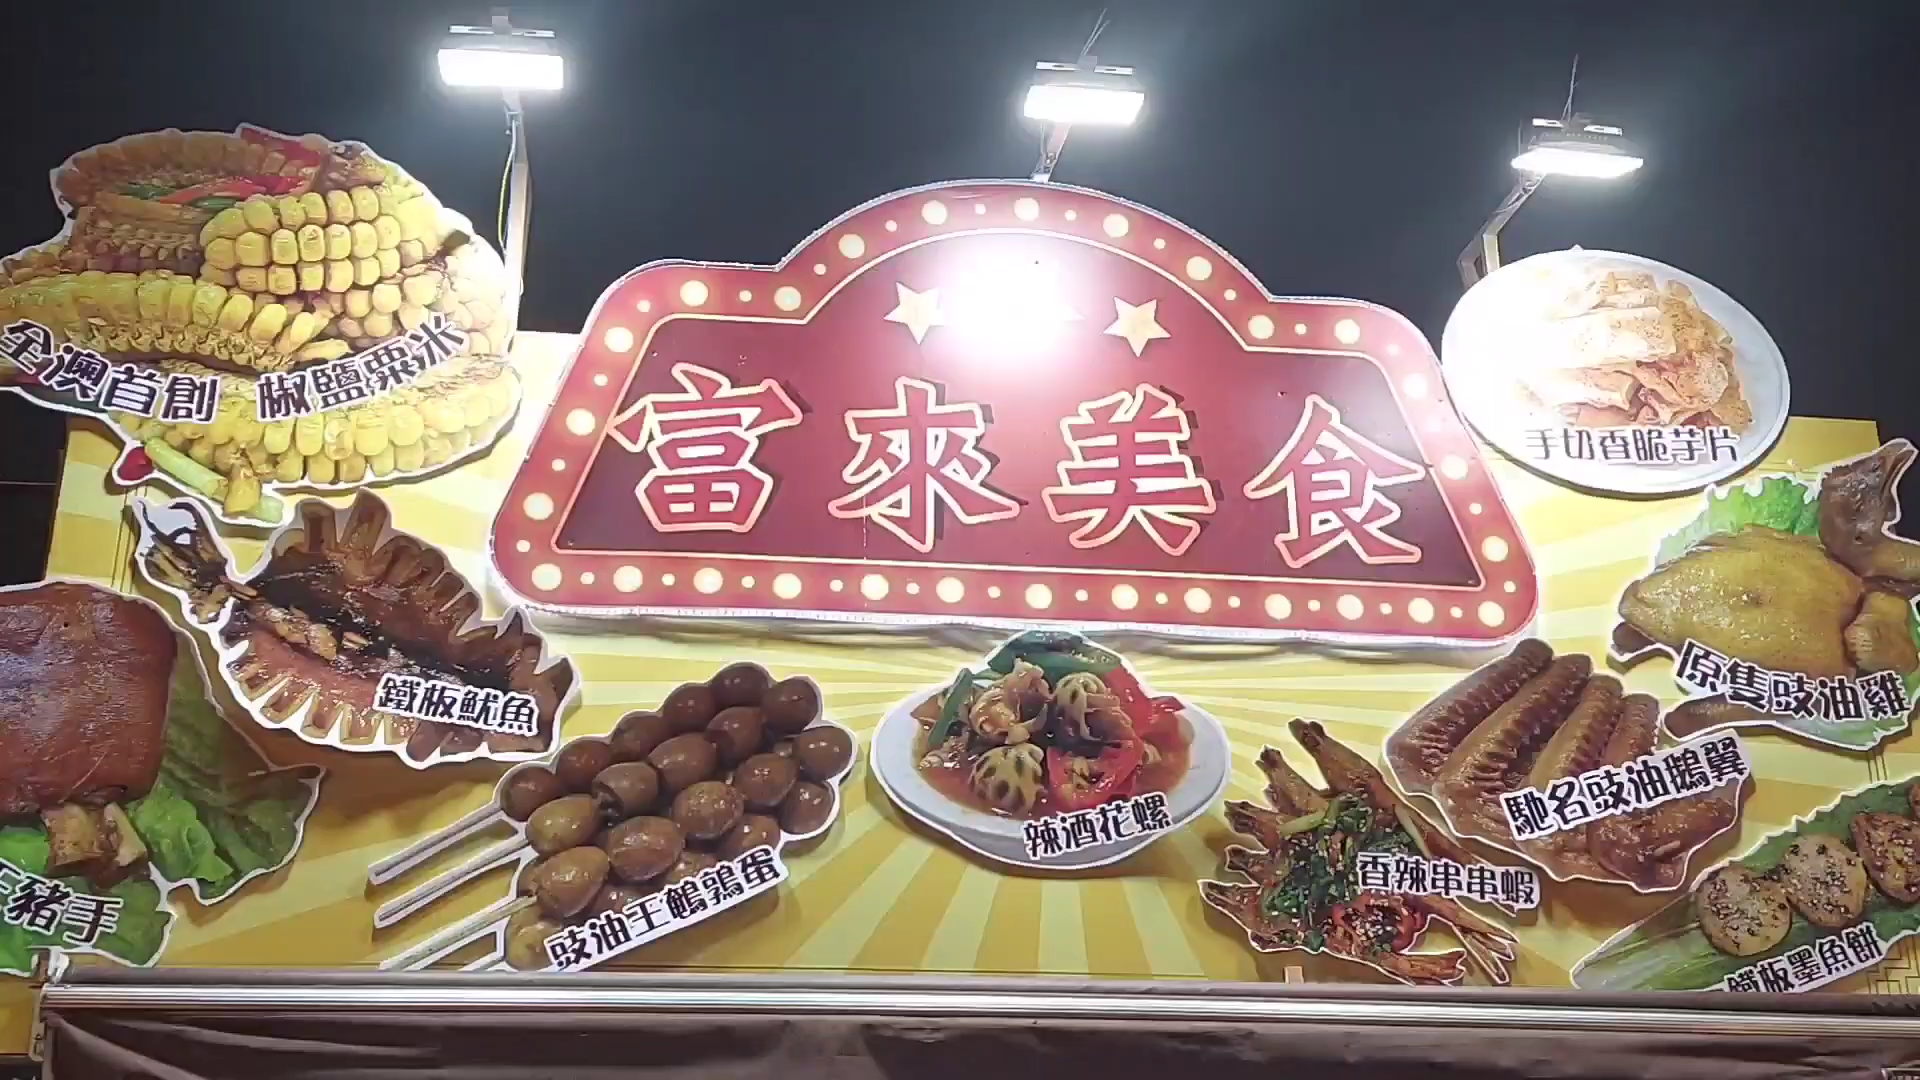 富來美食
全澳首創 椒鹽粟米
手切香脆芋片
鐵板魷魚
原隻豉油雞
豬手
豉油王鵪鶉蛋
辣酒花螺
香辣串串蝦
馳名豉油鵝翼
鐵板墨魚餅